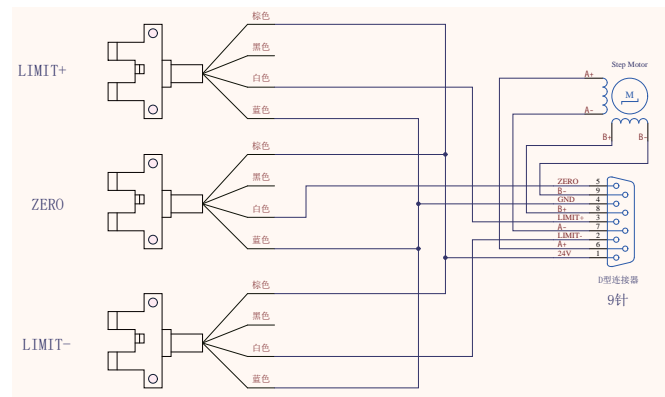 棕色
黑色
LIMIT+
白色
蓝色
棕色
黑色
ZERO
白色
蓝色
棕色
黑色
LIMIT-
白色
蓝色
Step Motor
A+
M
A-
B+
B-
ZERO 5
B- 9
GND 4
B+ 8
LIMIT+ 3
A- 7
LIMIT- 2
A+ 6
24V 1
D型连接器
9针